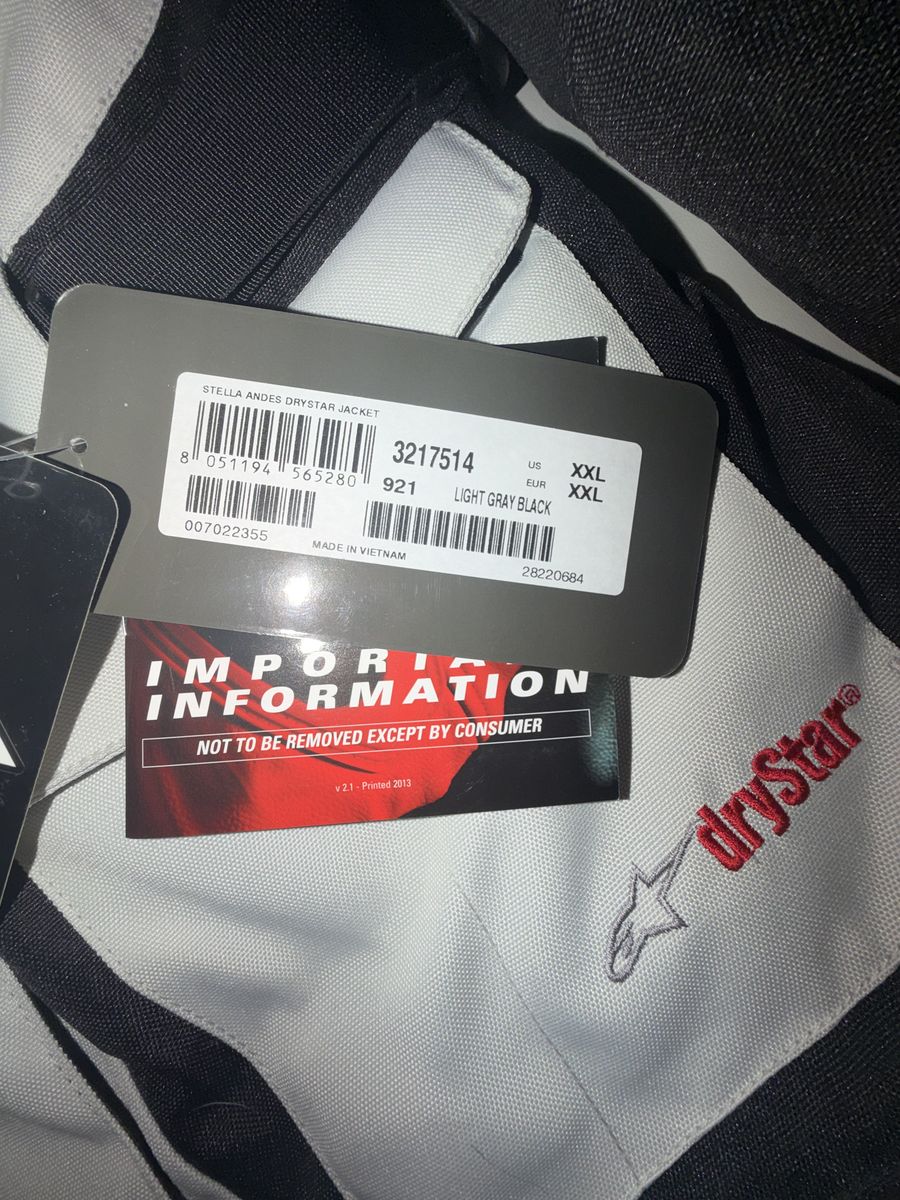 STELLA ANDES DRYSTAR JACKET
8 051194 565280
3217514
US XXL
EUR XXL
921 LIGHT GRAY BLACK
007022355
MADE IN VIETNAM
28220684
INFORMATION
NOT TO BE REMOVED EXCEPT BY CONSUMER
v 2.1 - Printed 2013
dryStar®